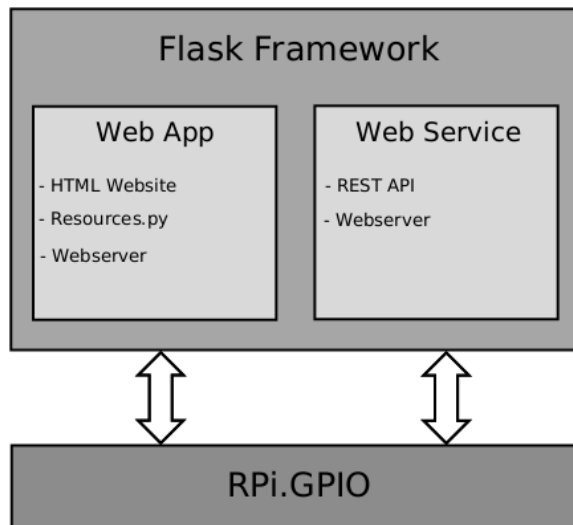 Flask Framework
Web App
- HTML Website
- Resources.py
- Webserver
Web Service
- REST API
- Webserver
RPi.GPIO